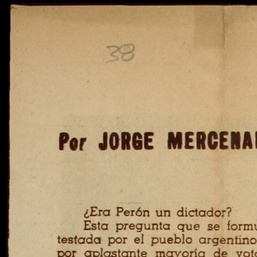 38
Por JORGE MERCENA
¿Era Perón un dictador?
Esta pregunta que se formu
testada por el pueblo argentino
por aplastante mayoría de vot